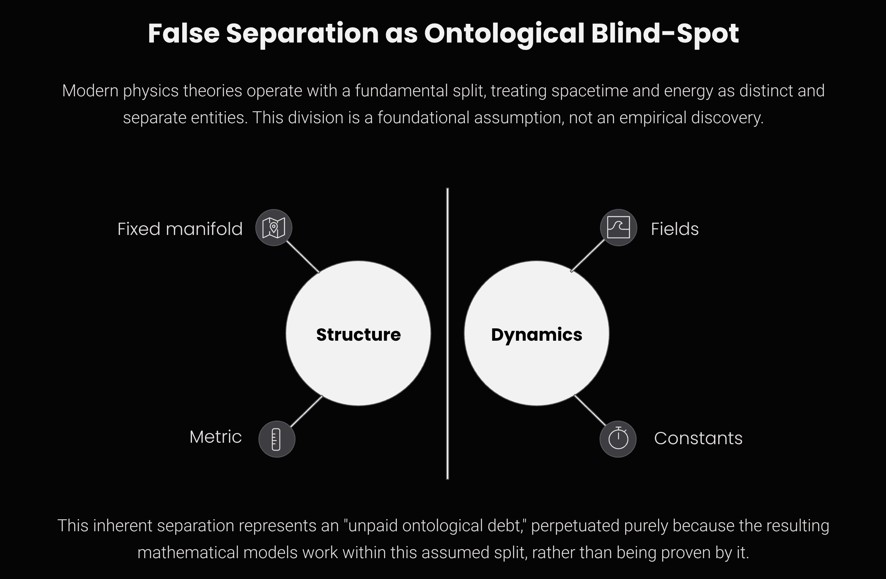 False Separation as Ontological Blind-Spot
Modern physics theories operate with a fundamental split, treating spacetime and energy as distinct and
separate entities. This division is a foundational assumption, not an empirical discovery.
Fixed manifold
Fields
Structure
Dynamics
Metric
Constants
This inherent separation represents an "unpaid ontological debt," perpetuated purely because the resulting
mathematical models work within this assumed split, rather than being proven by it.